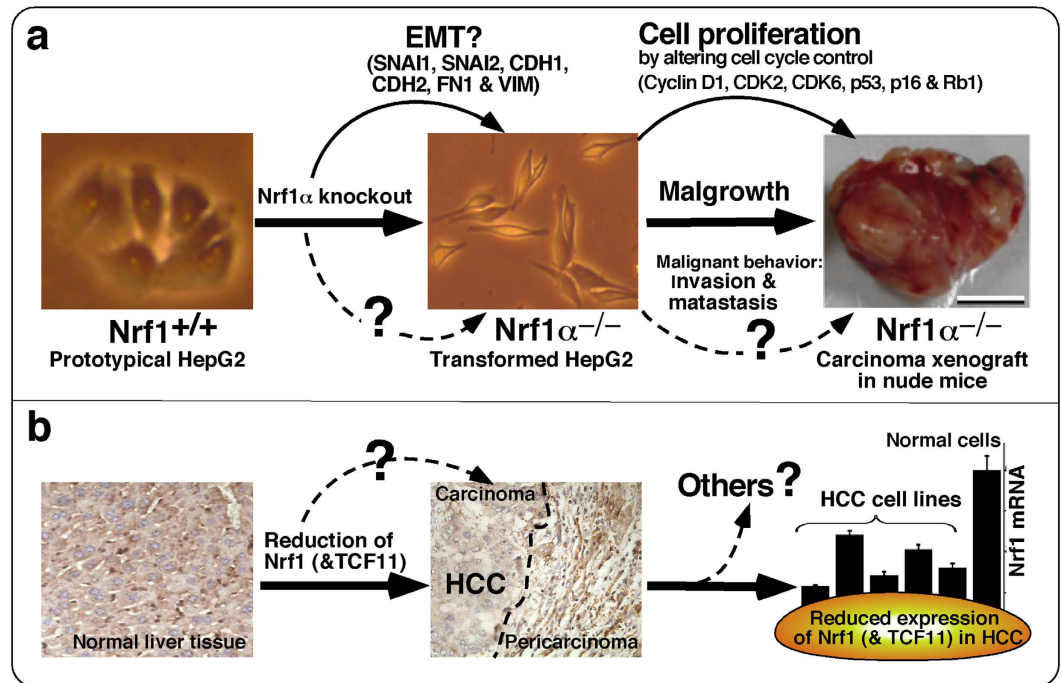 a
EMT?
(SNAI1, SNAI2, CDH1,
CDH2, FN1 & VIM)
Cell proliferation
by altering cell cycle control
(Cyclin D1, CDK2, CDK6, p53, p16 & Rb1)
Nrf1α knockout
Malgrowth
Malignant behavior:
Invasion &
matastasis
?
?
Nrf1+/+
Prototypical HepG2
Nrf1α−/−
Transformed HepG2
Nrf1α−/−
Carcinoma xenograft
in nude mice
b
?
Reduction of
Nrf1 (&TCF11)
Normal liver tissue
Carcinoma
HCC
Pericarcinoma
Others?
Normal cells
HCC cell lines
Nrf1 mRNA
Reduced expression
of Nrf1 (& TCF11) in HCC